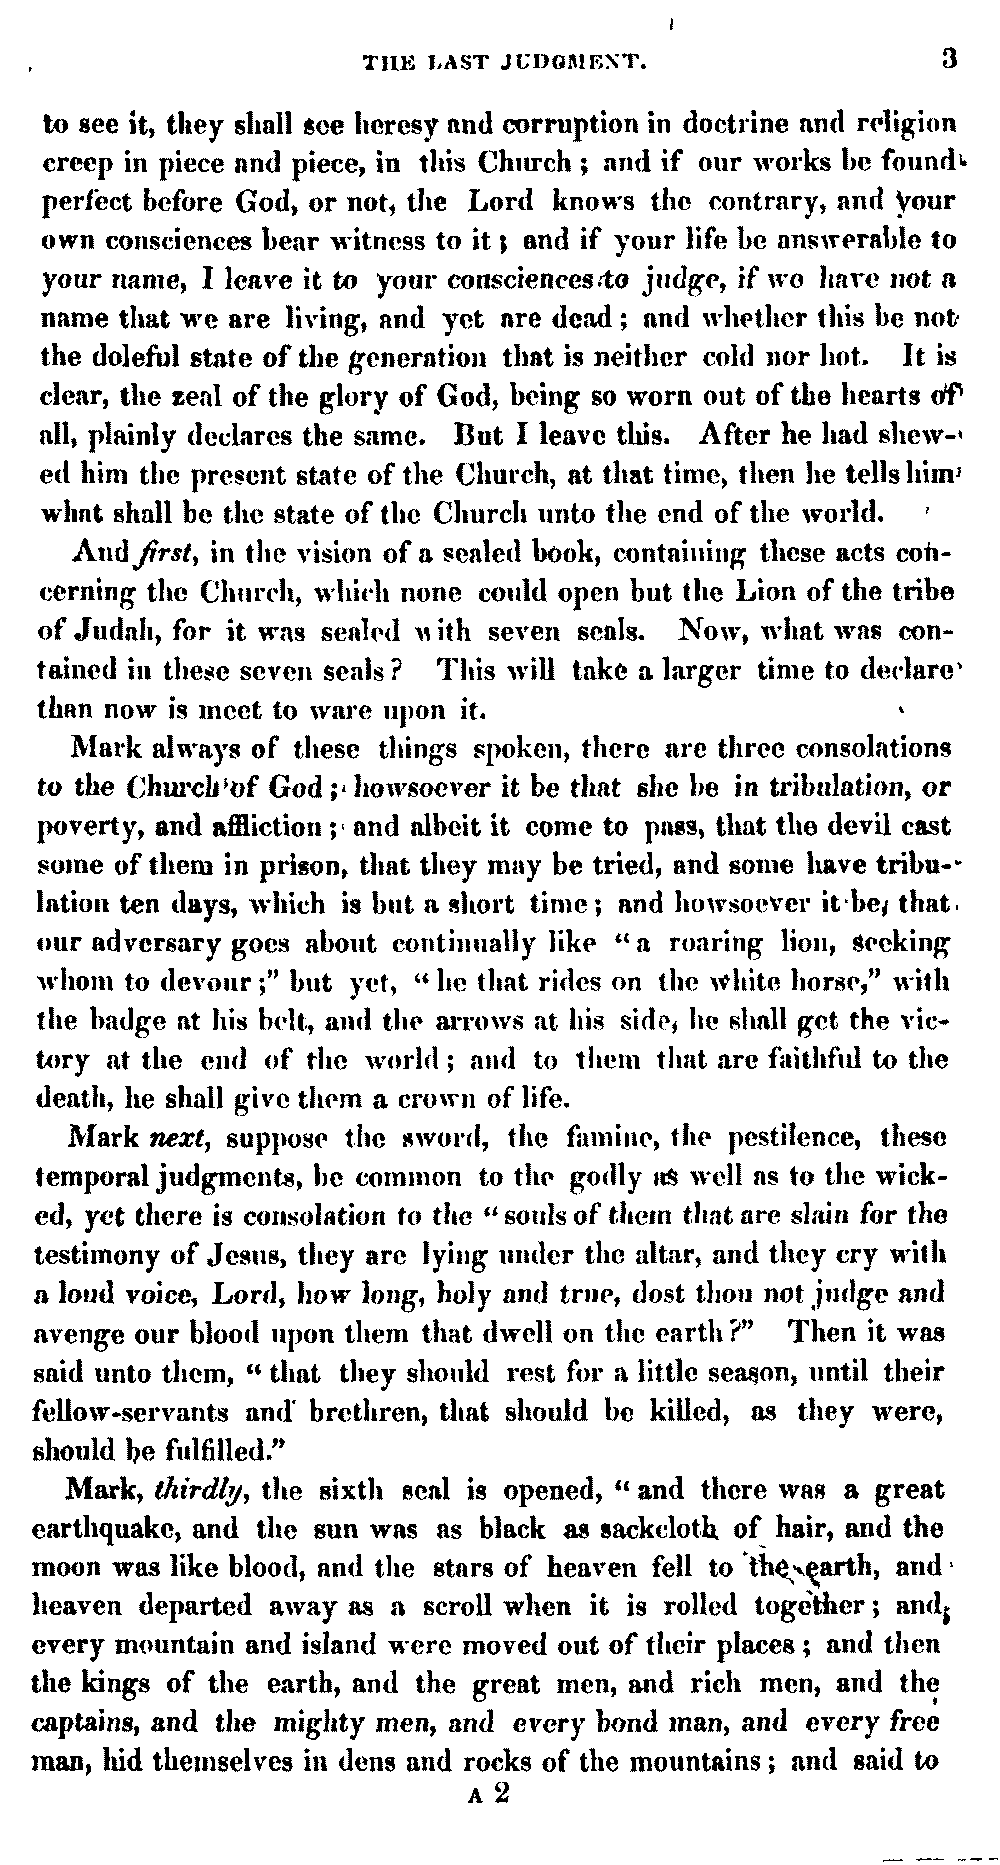 THE LAST JUDGMENT. 3
to see it, they shall see heresy and corruption in doctrine and religion
creep in piece and piece, in this Church ; and if our works be found
perfect before God, or not, the Lord knows the contrary, and your
own consciences bear witness to it ; and if your life be answerable to
your name, I leave it to your consciences to judge, if we have not a
name that we are living, and yet are dead ; and whether this be not
the doleful state of the generation that is neither cold nor hot. It is
clear, the zeal of the glory of God, being so worn out of the hearts of
all, plainly declares the same. But I leave this. After he had shew-
ed him the present state of the Church, at that time, then he tells him
what shall be the state of the Church unto the end of the world.
And first, in the vision of a sealed book, containing these acts con-
cerning the Church, which none could open but the Lion of the tribe
of Judah, for it was sealed with seven seals. Now, what was con-
tained in these seven seals ? This will take a larger time to declare
than now is meet to ware upon it.
Mark always of these things spoken, there are three consolations
to the Church of God ; howsoever it be that she be in tribulation, or
poverty, and affliction ; and albeit it come to pass, that the devil cast
some of them in prison, that they may be tried, and some have tribu-
lation ten days, which is but a short time ; and howsoever it be, that
our adversary goes about continually like “ a roaring lion, seeking
whom to devour ;” but yet, “ he that rides on the white horse,” with
the badge at his belt, and the arrows at his side, he shall get the vic-
tory at the end of the world ; and to them that are faithful to the
death, he shall give them a crown of life.
Mark next, suppose the sword, the famine, the pestilence, these
temporal judgments, be common to the godly as well as to the wick-
ed, yet there is consolation to the “ souls of them that are slain for the
testimony of Jesus, they are lying under the altar, and they cry with
a loud voice, Lord, how long, holy and true, dost thou not judge and
avenge our blood upon them that dwell on the earth ?” Then it was
said unto them, “ that they should rest for a little season, until their
fellow-servants and brethren, that should be killed, as they were,
should be fulfilled.”
Mark, thirdly, the sixth seal is opened, “ and there was a great
earthquake, and the sun was as black as sackcloth of hair, and the
moon was like blood, and the stars of heaven fell to the earth, and
heaven departed away as a scroll when it is rolled together ; and
every mountain and island were moved out of their places ; and then
the kings of the earth, and the great men, and rich men, and the
captains, and the mighty men, and every bond man, and every free
man, hid themselves in dens and rocks of the mountains ; and said to
A 2